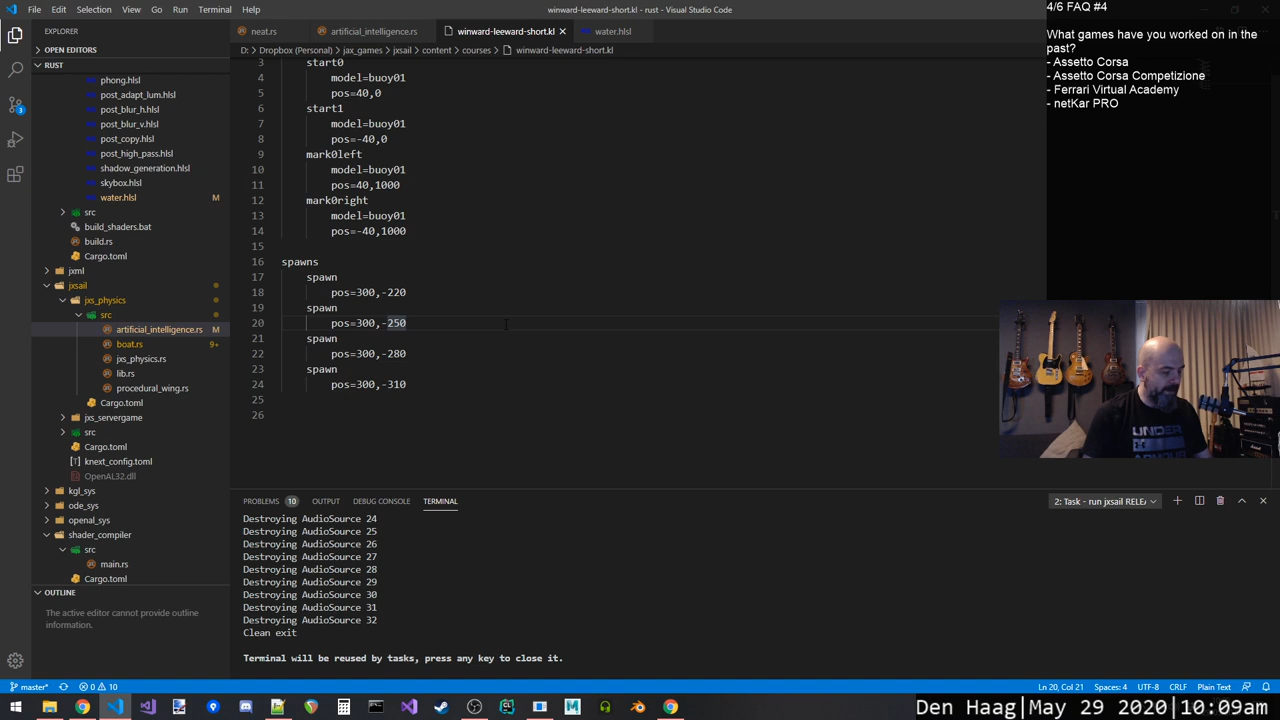 File Edit Selection View Go Run Terminal Help
winward-leeward-short.kl - rust - Visual Studio Code
4/6 FAQ #4
EXPLORER
neat.rs
artificial_intelligence.rs
winward-leeward-short.kl
water.hlsl
What games have you worked on in the
past?
- Assetto Corsa
- Assetto Corsa Competizione
- Ferrari Virtual Academy
- netKar PRO
OPEN EDITORS
D: > Dropbox (Personal) > jax_games > jxsail > content > courses > winward-leeward-short.kl
RUST
phong.hlsl
post_adapt_lum.hlsl
post_blur_h.hlsl
post_blur_v.hlsl
post_copy.hlsl
post_high_pass.hlsl
shadow_generation.hlsl
skybox.hlsl
water.hlsl M
src
build_shaders.bat
build.rs
Cargo.toml
jxml
jxsail
jxs_physics
src
artificial_intelligence.rs M
boat.rs 9+
jxs_physics.rs
lib.rs
procedural_wing.rs
Cargo.toml
jxs_servergame
src
Cargo.toml
knext_config.toml
OpenAL32.dll
kgl_sys
ode_sys
openal_sys
shader_compiler
src
main.rs
Cargo.toml
OUTLINE
The active editor cannot provide outline
information.
3 start0
4 model=buoy01
5 pos=40,0
6 start1
7 model=buoy01
8 pos=-40,0
9 mark0left
10 model=buoy01
11 pos=40,1000
12 mark0right
13 model=buoy01
14 pos=-40,1000
15
16 spawns
17 spawn
18 pos=300,-220
19 spawn
20 pos=300,-250
21 spawn
22 pos=300,-280
23 spawn
24 pos=300,-310
25
26
UNDER
ARMOUR
PROBLEMS 10 OUTPUT DEBUG CONSOLE TERMINAL
2: Task - run jxsail RELEA
Destroying AudioSource 24
Destroying AudioSource 25
Destroying AudioSource 26
Destroying AudioSource 27
Destroying AudioSource 28
Destroying AudioSource 29
Destroying AudioSource 30
Destroying AudioSource 31
Destroying AudioSource 32
Clean exit
Terminal will be reused by tasks, press any key to close it.
master*
0 10
Ln 20, Col 21 Spaces: 4 UTF-8 CRLF Plain Text
Den Haag|May 29 2020|10:09am